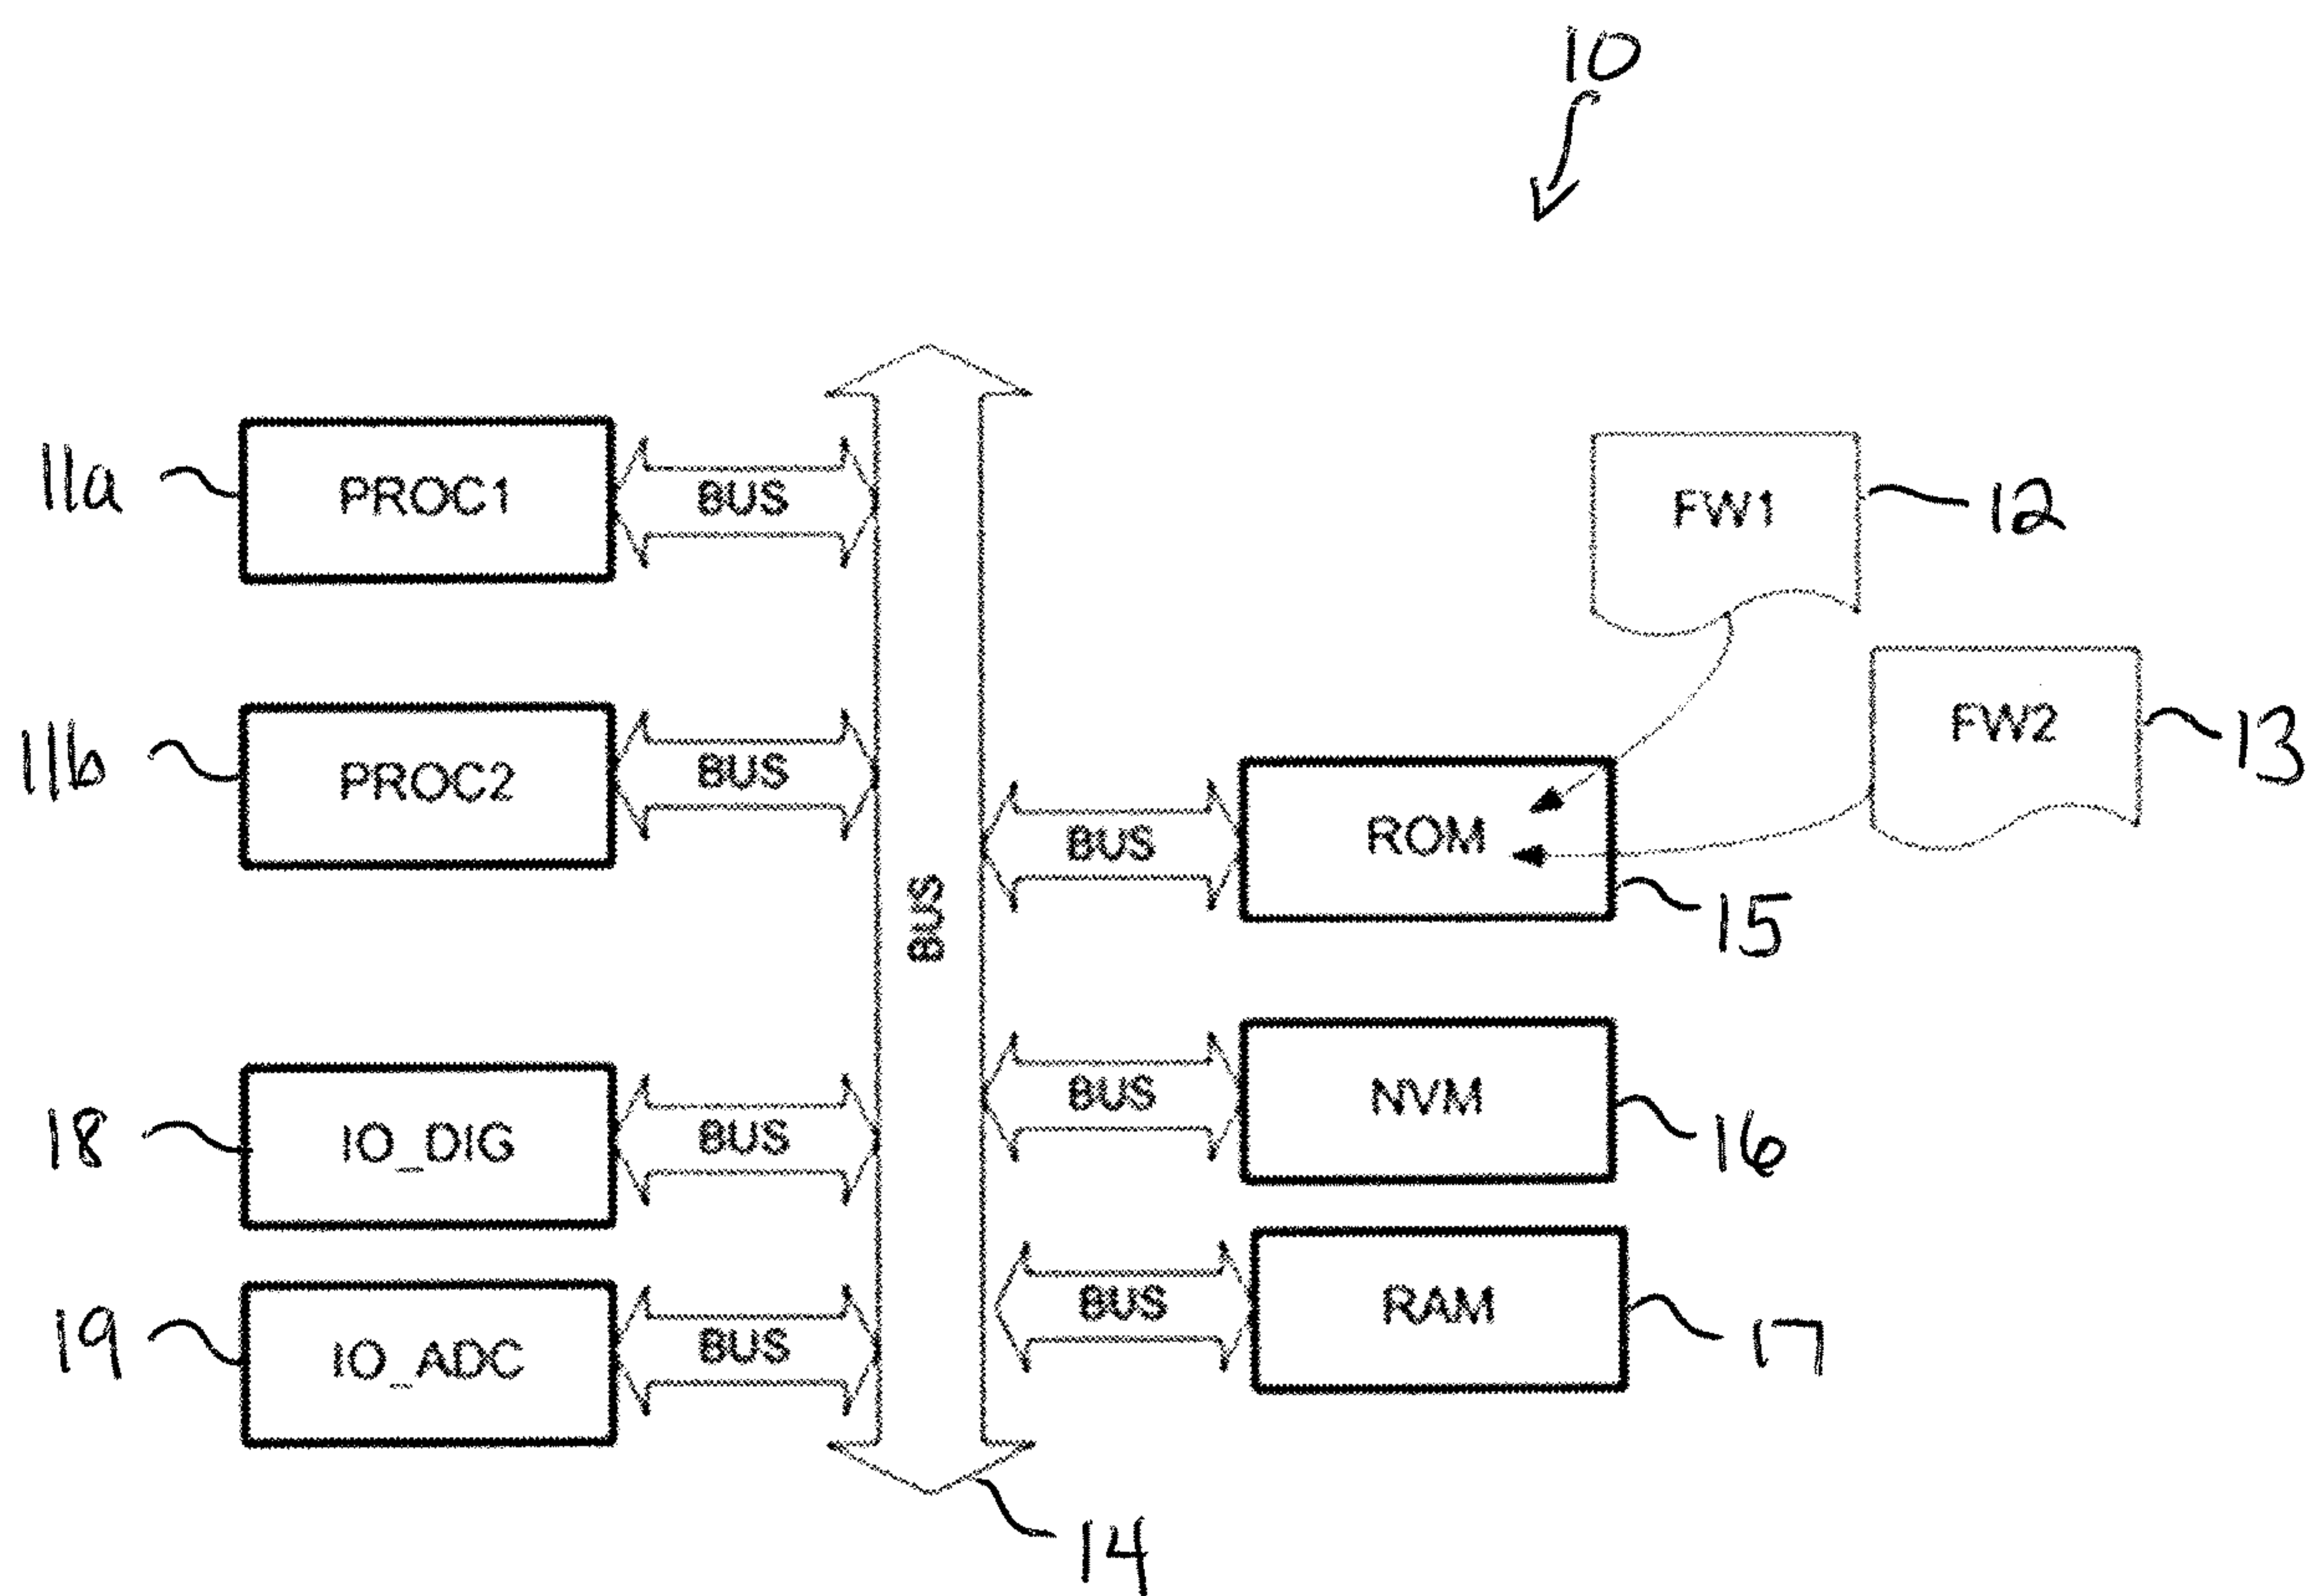 10
11a
PROC1
BUS
FW1
12
11b
PROC2
BUS
FW2
13
BUS
ROM
15
BUS
18
IO_DIG
BUS
BUS
NVM
16
19
IO_ADC
BUS
BUS
RAM
17
14